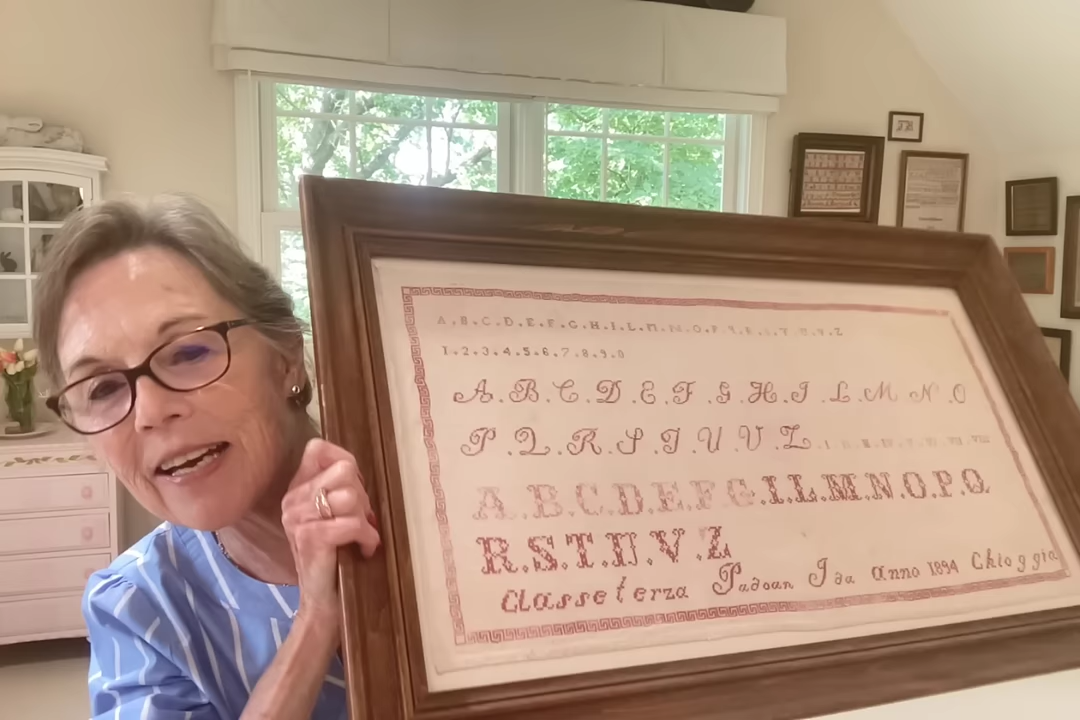 A.B.C.D.E.F.G.H.I.L.M.N.O.P.Q.R.S.T U.V.Z
1.2.3.4.5.6.7.8.9.0
A.B.C.D.E.F.G.H.I.L.M.N.O
P.Q.R.S.T.U.V.Z.I
A.B.C.D.E.F.G.I.L.M.N.O.P.Q.
R.S.T.U.V.Z
Classe terza Padoan Ida anno 1894 Chioggia